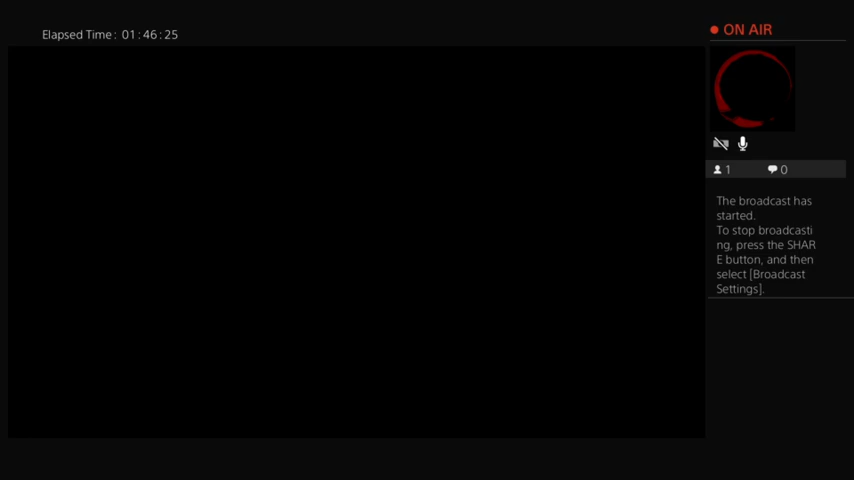 Elapsed Time: 01:46:25
ON AIR
1 0
The broadcast has
started.
To stop broadcasti
ng, press the SHAR
E button, and then
select [Broadcast
Settings].